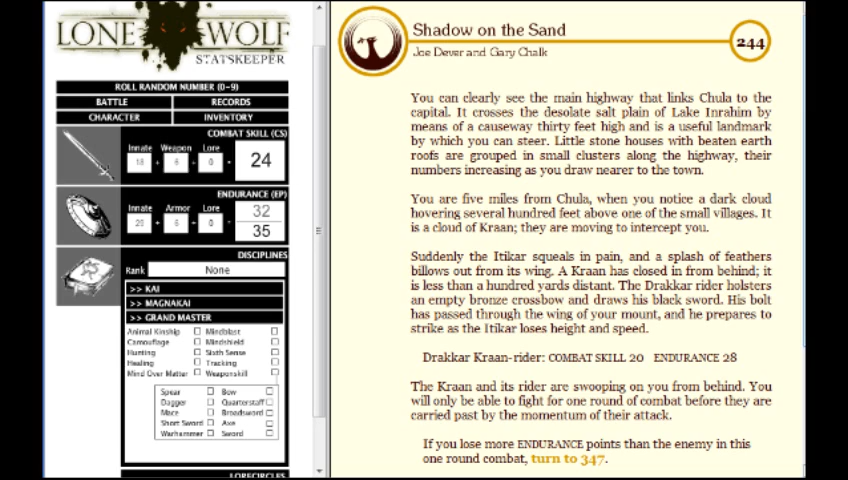 LONE WOLF
STATSKEEPER
ROLL RANDOM NUMBER (0-9)
BATTLE RECORDS
CHARACTER INVENTORY
COMBAT SKILL (CS)
Innate Weapon Lore
18 + 6 + 0 = 24
ENDURANCE (EP)
Innate Armor Lore 32
+ 6 + 0 = 35
DISCIPLINES
Rank None
>> KAI
>> MAGNAKAI
>> GRAND MASTER
Animal Kinship Mindblast
Camouflage Mindshield
Hunting Sixth Sense
Healing Tracking
Mind Over Matter Weaponskill
Spear Bow
Dagger Quarterstaff
Mace Broadsword
Short Sword Axe
Warhammer Sword
LORECIRCLES
Shadow on the Sand
Joe Dever and Gary Chalk
244
You can clearly see the main highway that links Chula to the
capital. It crosses the desolate salt plain of Lake Inrahim by
means of a causeway thirty feet high and is a useful landmark
by which you can steer. Little stone houses with beaten earth
roofs are grouped in small clusters along the highway, their
numbers increasing as you draw nearer to the town.
You are five miles from Chula, when you notice a dark cloud
hovering several hundred feet above one of the small villages. It
is a cloud of Kraan; they are moving to intercept you.
Suddenly the Itikar squeals in pain, and a splash of feathers
billows out from its wing. A Kraan has closed in from behind; it
is less than a hundred yards distant. The Drakkar rider holsters
an empty bronze crossbow and draws his black sword. His bolt
has passed through the wing of your mount, and he prepares to
strike as the Itikar loses height and speed.
Drakkar Kraan-rider: COMBAT SKILL 20 ENDURANCE 28
The Kraan and its rider are swooping on you from behind. You
will only be able to fight for one round of combat before they are
carried past by the momentum of their attack.
If you lose more ENDURANCE points than the enemy in this
one round combat, turn to 347.